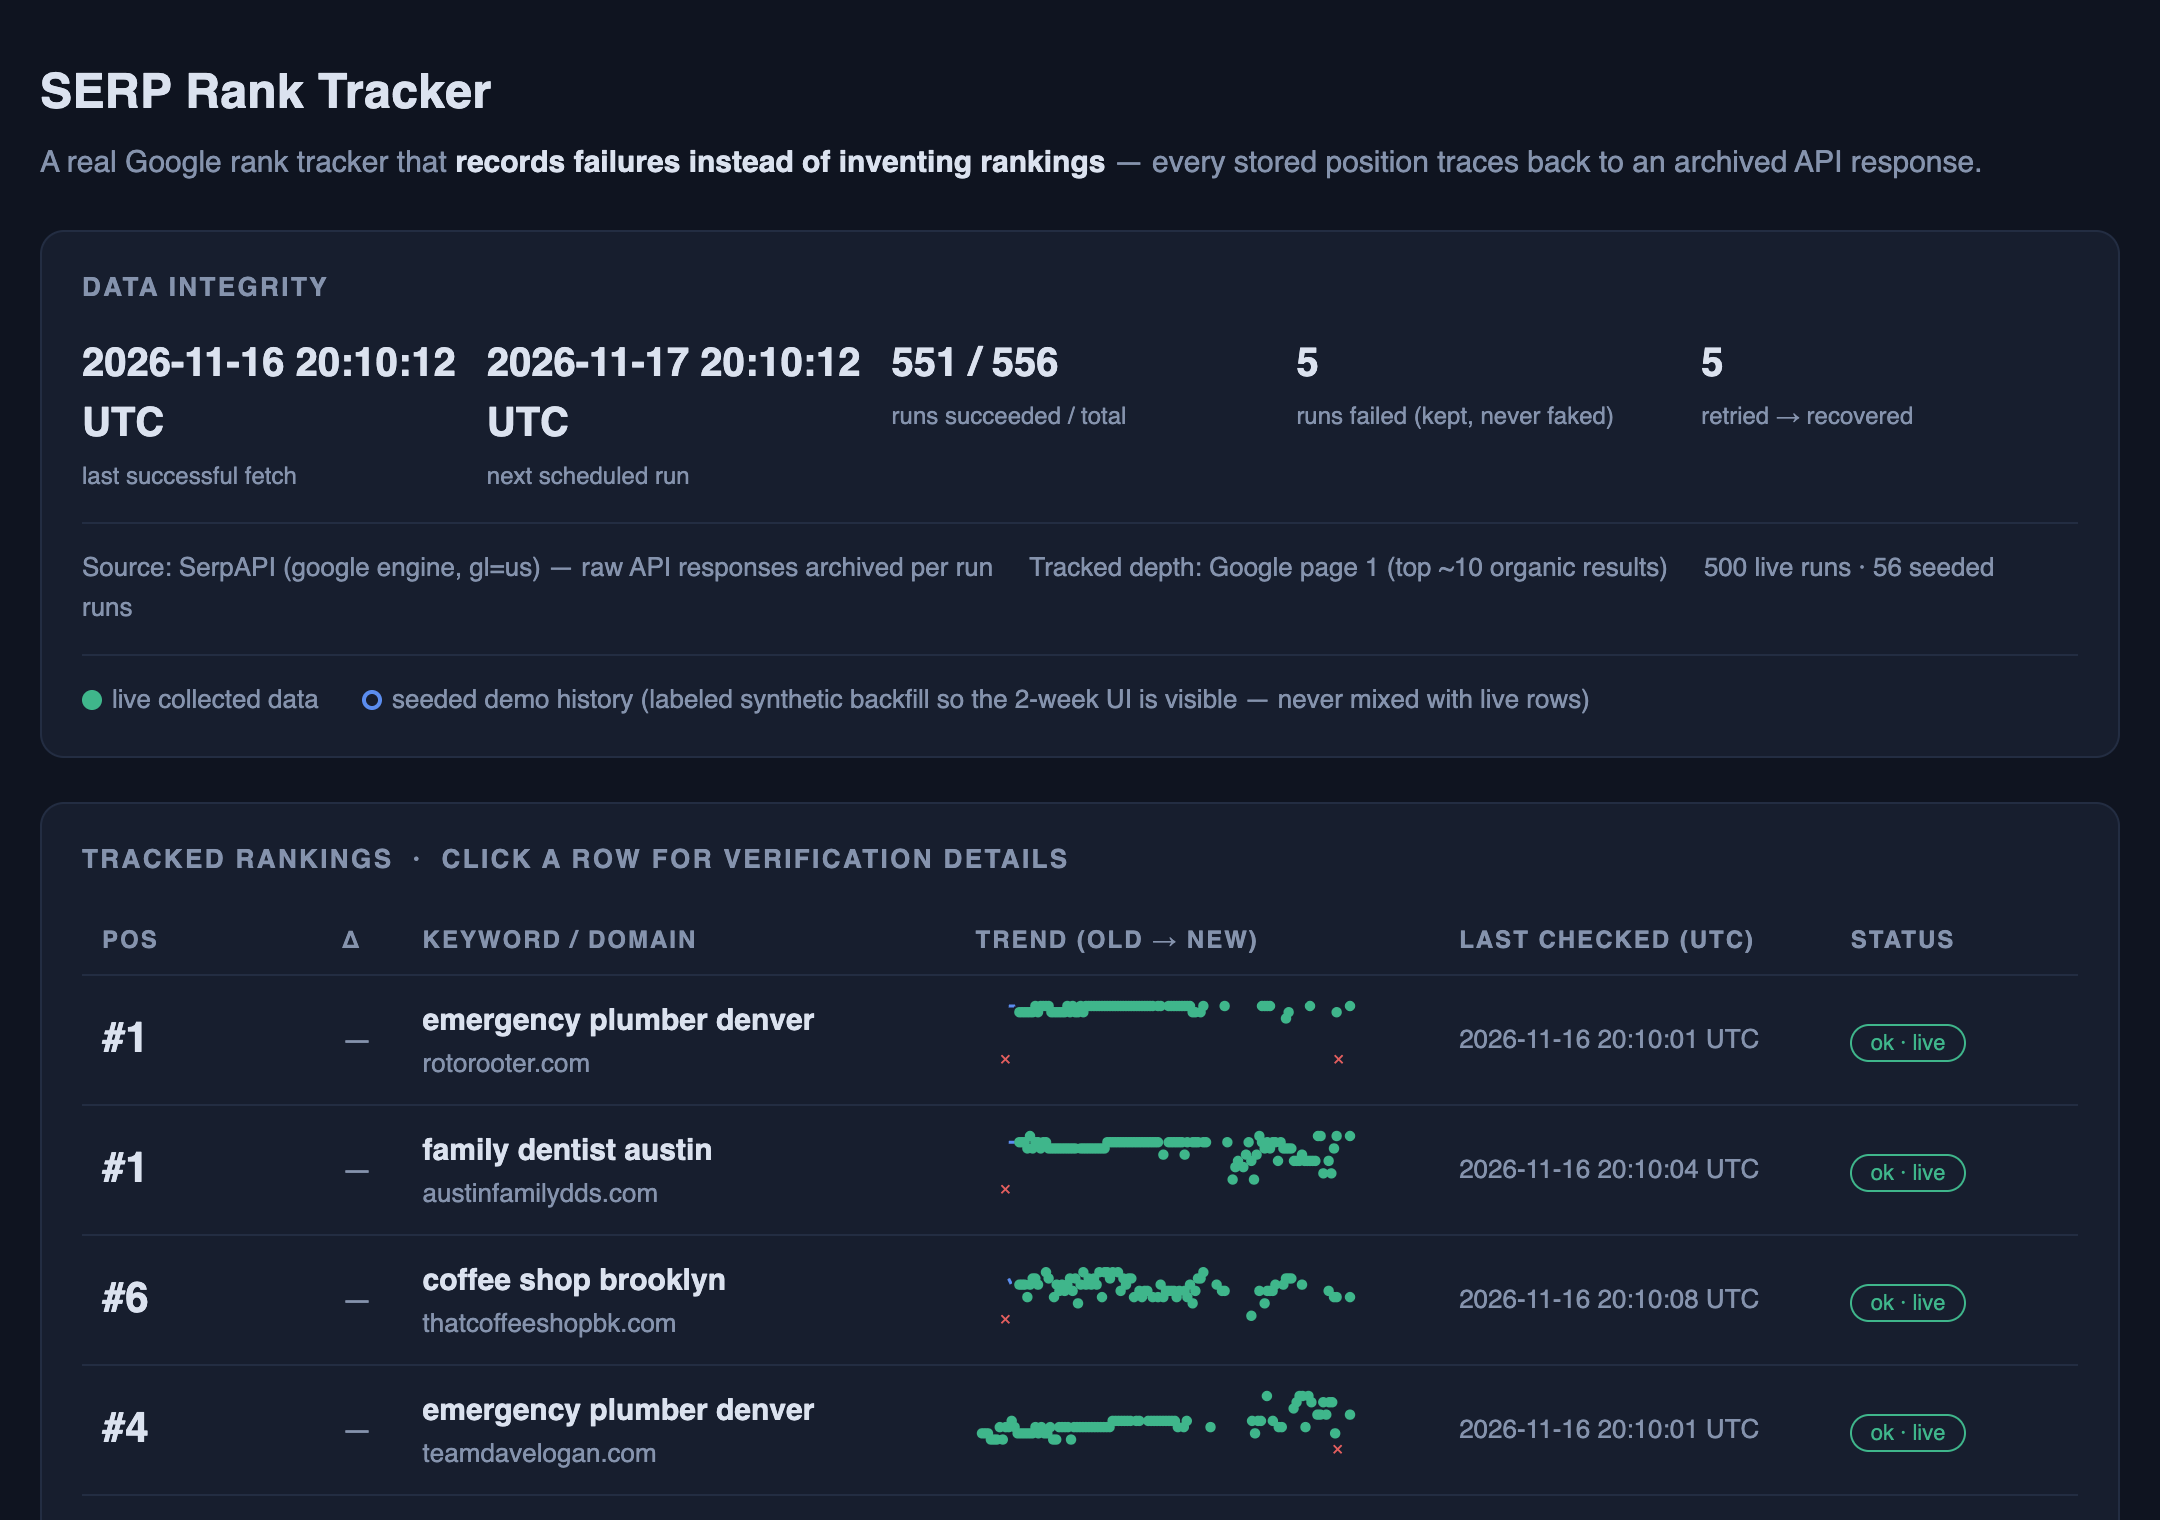 SERP Rank Tracker
A real Google rank tracker that records failures instead of inventing rankings — every stored position traces back to an archived API response.
DATA INTEGRITY
2026-11-16 20:10:12 UTC
last successful fetch
2026-11-17 20:10:12 UTC
next scheduled run
551 / 556
runs succeeded / total
5
runs failed (kept, never faked)
5
retried → recovered
Source: SerpAPI (google engine, gl=us) — raw API responses archived per run Tracked depth: Google page 1 (top ~10 organic results) 500 live runs · 56 seeded
runs
live collected data seeded demo history (labeled synthetic backfill so the 2-week UI is visible — never mixed with live rows)
TRACKED RANKINGS · CLICK A ROW FOR VERIFICATION DETAILS
POS Δ KEYWORD / DOMAIN TREND (OLD → NEW) LAST CHECKED (UTC) STATUS
#1 — emergency plumber denver 2026-11-16 20:10:01 UTC ok · live
rotorooter.com
#1 — family dentist austin 2026-11-16 20:10:04 UTC ok · live
austinfamilydds.com
#6 — coffee shop brooklyn 2026-11-16 20:10:08 UTC ok · live
thatcoffeeshopbk.com
#4 — emergency plumber denver 2026-11-16 20:10:01 UTC ok · live
teamdavelogan.com